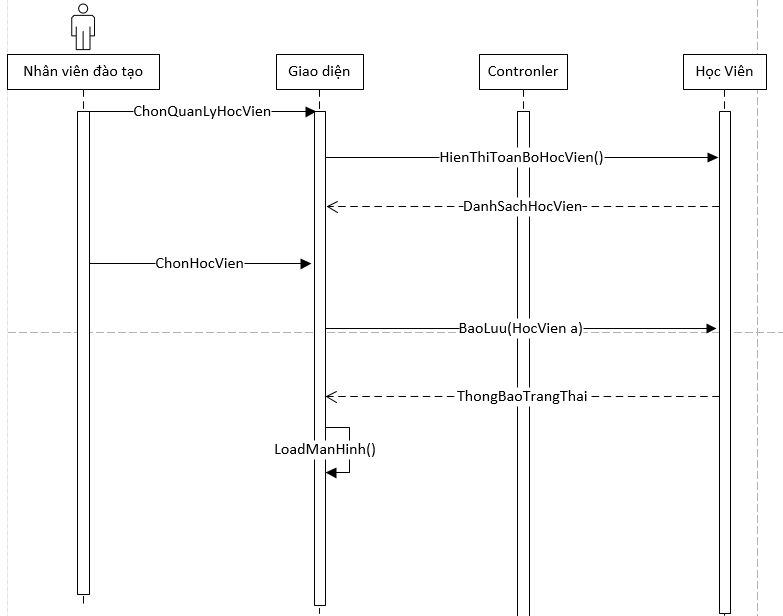 Nhân viên đào tạo
Giao diện
Contronler
Học Viên
ChonQuanLyHocVien
HienThiToanBoHocVien()
DanhSachHocVien
ChonHocVien
BaoLuu(HocVien a)
ThongBaoTrangThai
LoadManHinh()